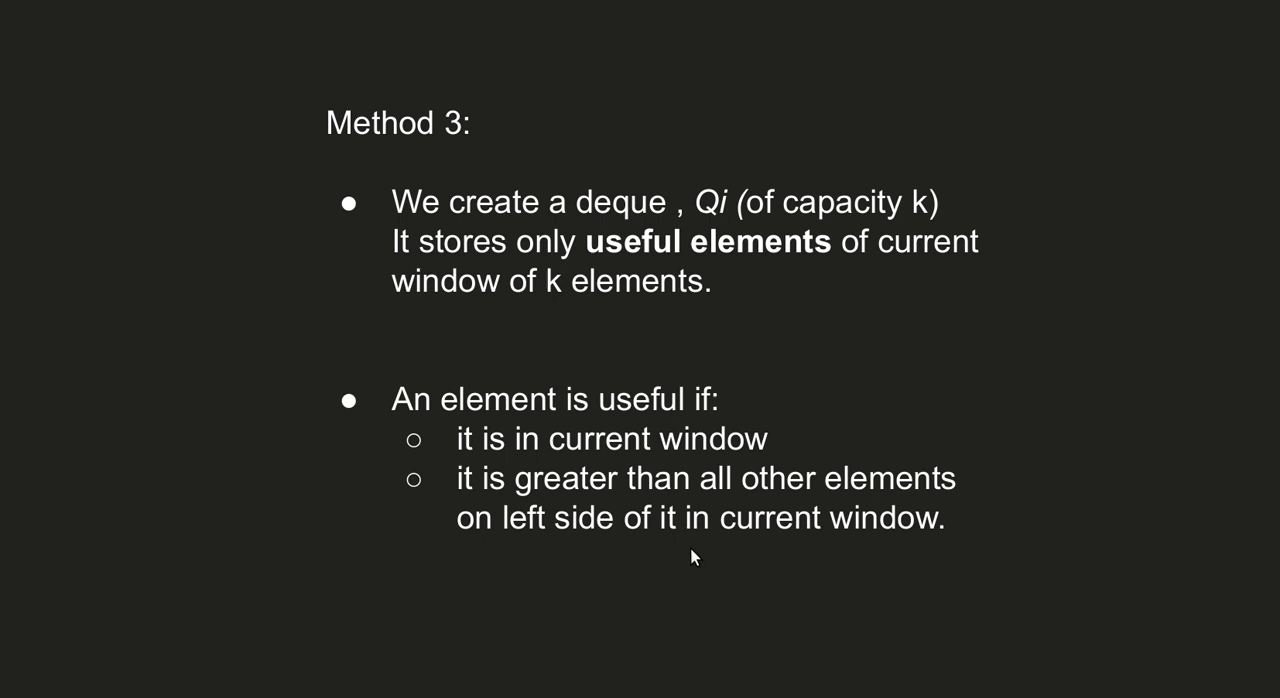 Method 3:
● We create a deque , Qi (of capacity k)
It stores only useful elements of current
window of k elements.
● An element is useful if:
○ it is in current window
○ it is greater than all other elements
on left side of it in current window.